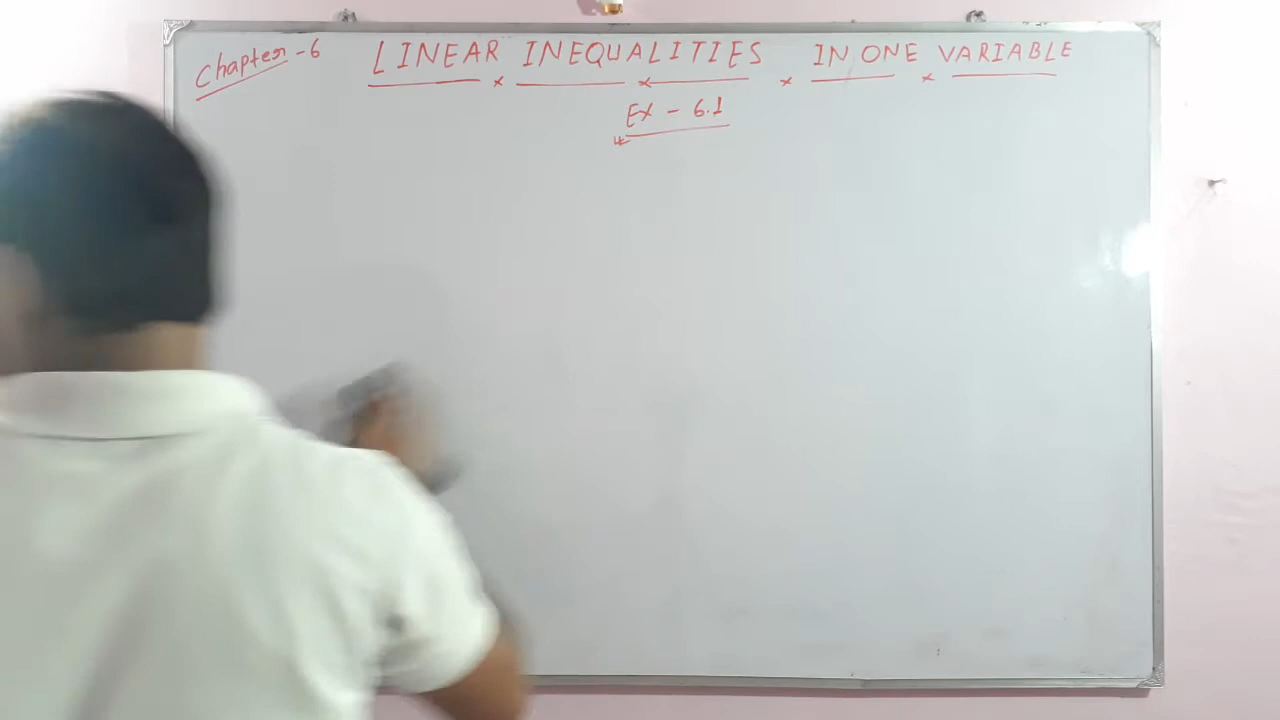 Chapter - 6 LINEAR INEQUALITIES IN ONE VARIABLE
Ex - 6.1